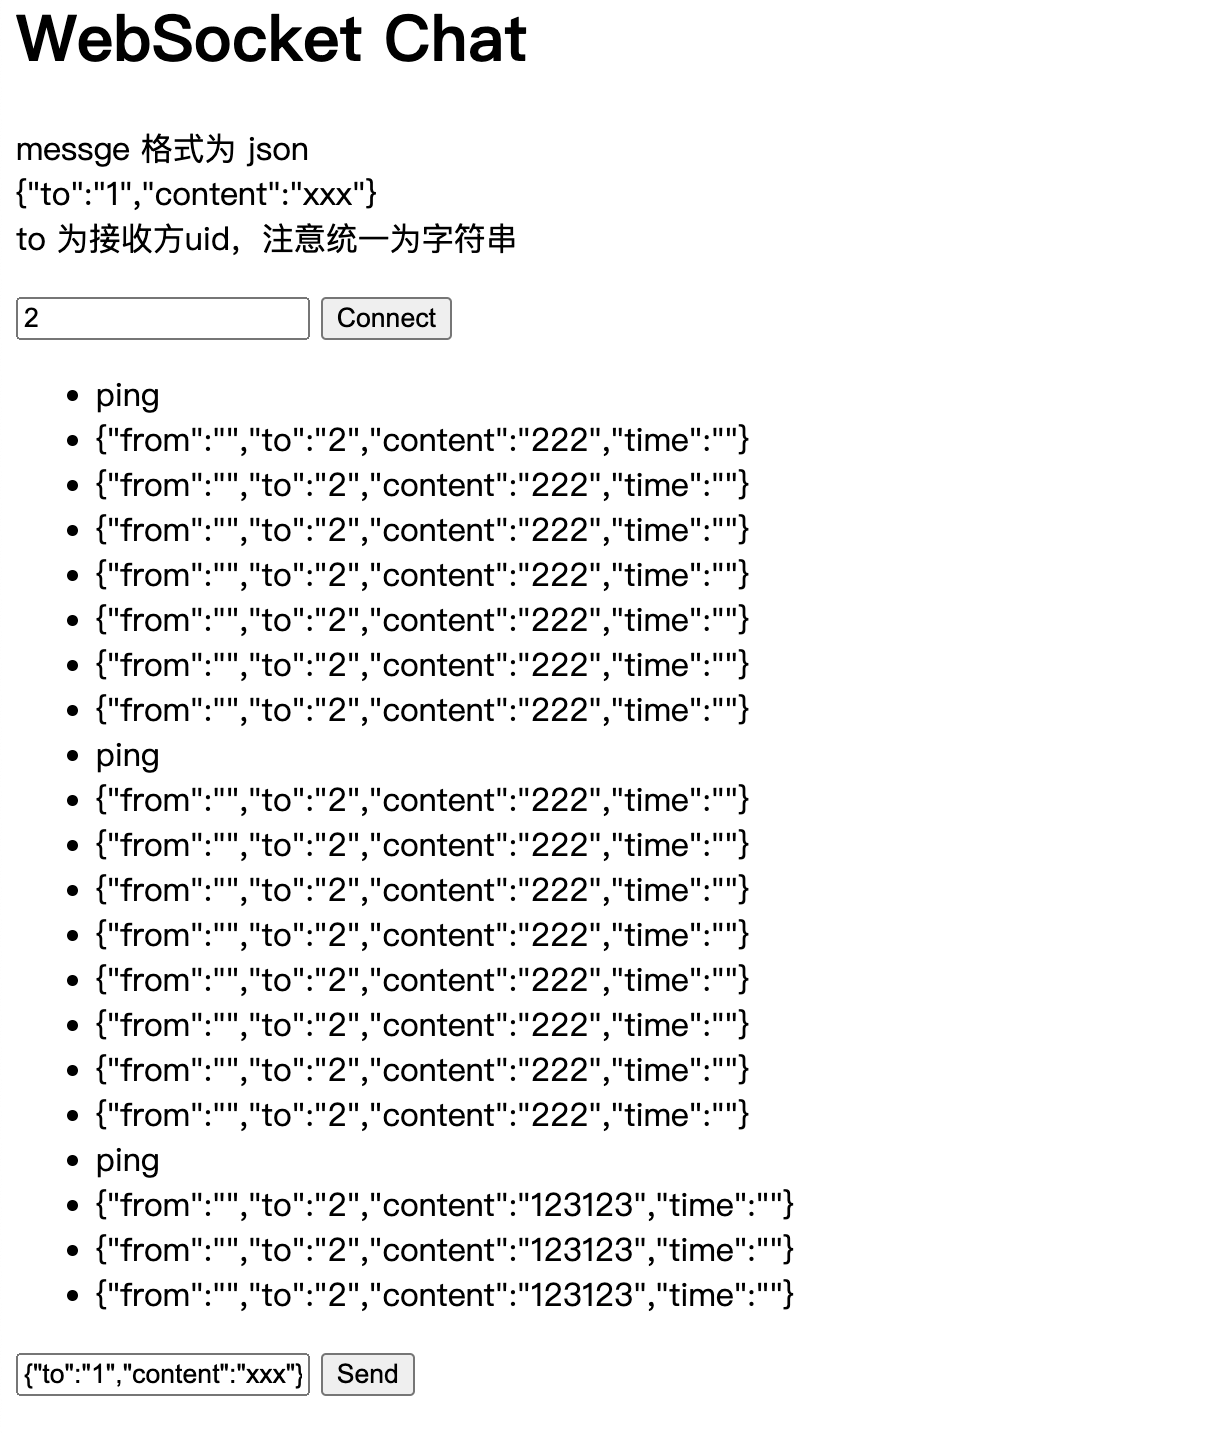 WebSocket Chat
messge 格式为 json
{"to":"1","content":"xxx"}
to 为接收方uid，注意统一为字符串
2 Connect
ping
{"from":"","to":"2","content":"222","time":""}
{"from":"","to":"2","content":"222","time":""}
{"from":"","to":"2","content":"222","time":""}
{"from":"","to":"2","content":"222","time":""}
{"from":"","to":"2","content":"222","time":""}
{"from":"","to":"2","content":"222","time":""}
{"from":"","to":"2","content":"222","time":""}
ping
{"from":"","to":"2","content":"222","time":""}
{"from":"","to":"2","content":"222","time":""}
{"from":"","to":"2","content":"222","time":""}
{"from":"","to":"2","content":"222","time":""}
{"from":"","to":"2","content":"222","time":""}
{"from":"","to":"2","content":"222","time":""}
{"from":"","to":"2","content":"222","time":""}
{"from":"","to":"2","content":"222","time":""}
ping
{"from":"","to":"2","content":"123123","time":""}
{"from":"","to":"2","content":"123123","time":""}
{"from":"","to":"2","content":"123123","time":""}
{"to":"1","content":"xxx"} Send